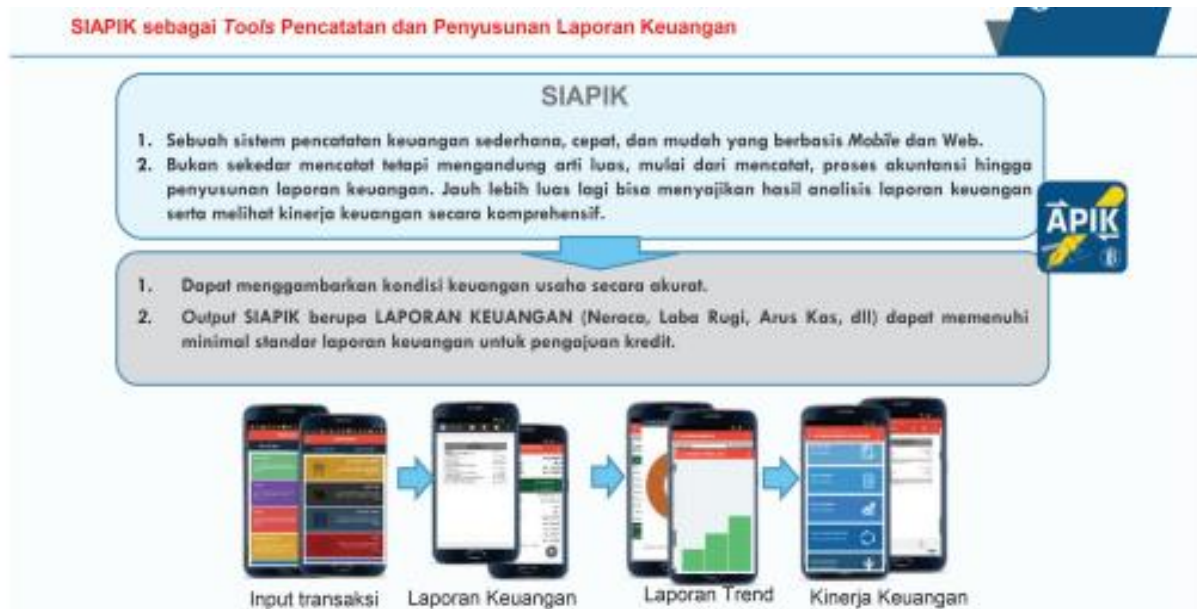 SIAPIK sebagai Tools Pencatatan dan Penyusunan Laporan Keuangan
SIAPIK
1. Sebuah sistem pencatatan keuangan sederhana, cepat, dan mudah yang berbasis Mobile dan Web.
2. Bukan sekedar mencatat tetapi mengandung arti luas, mulai dari mencatat, proses akuntansi hingga
penyusunan laporan keuangan. Jauh lebih luas lagi bisa menyajikan hasil analisis laporan keuangan
serta melihat kinerja keuangan secara komprehensif.
APIK
1. Dapat menggambarkan kondisi keuangan usaha secara akurat.
2. Output SIAPIK berupa LAPORAN KEUANGAN (Neraca, Laba Rugi, Arus Kas, dll) dapat memenuhi
minimal standar laporan keuangan untuk pengajuan kredit.
Input transaksi
Laporan Keuangan
Laporan Trend
Kinerja Keuangan